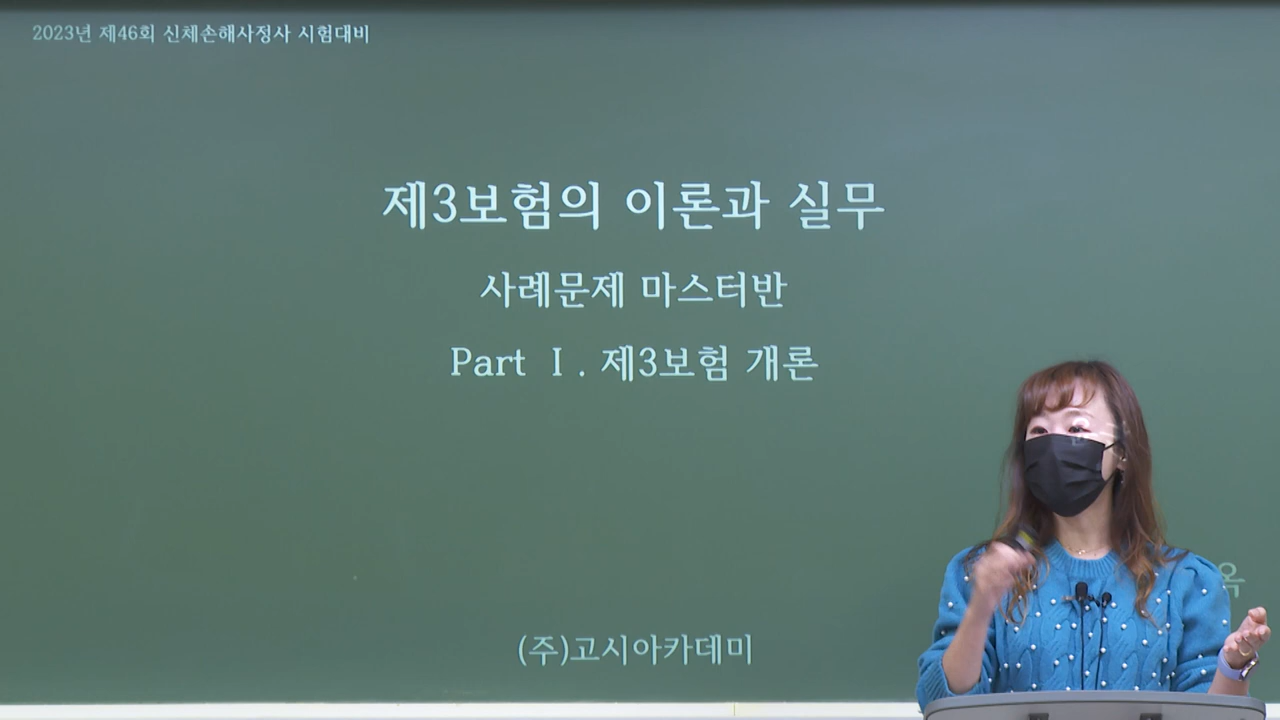 2023년 제46회 신체손해사정사 시험대비
제3보험의 이론과 실무
사례문제 마스터반
Part Ⅰ. 제3보험 개론
옥
(주)고시아카데미